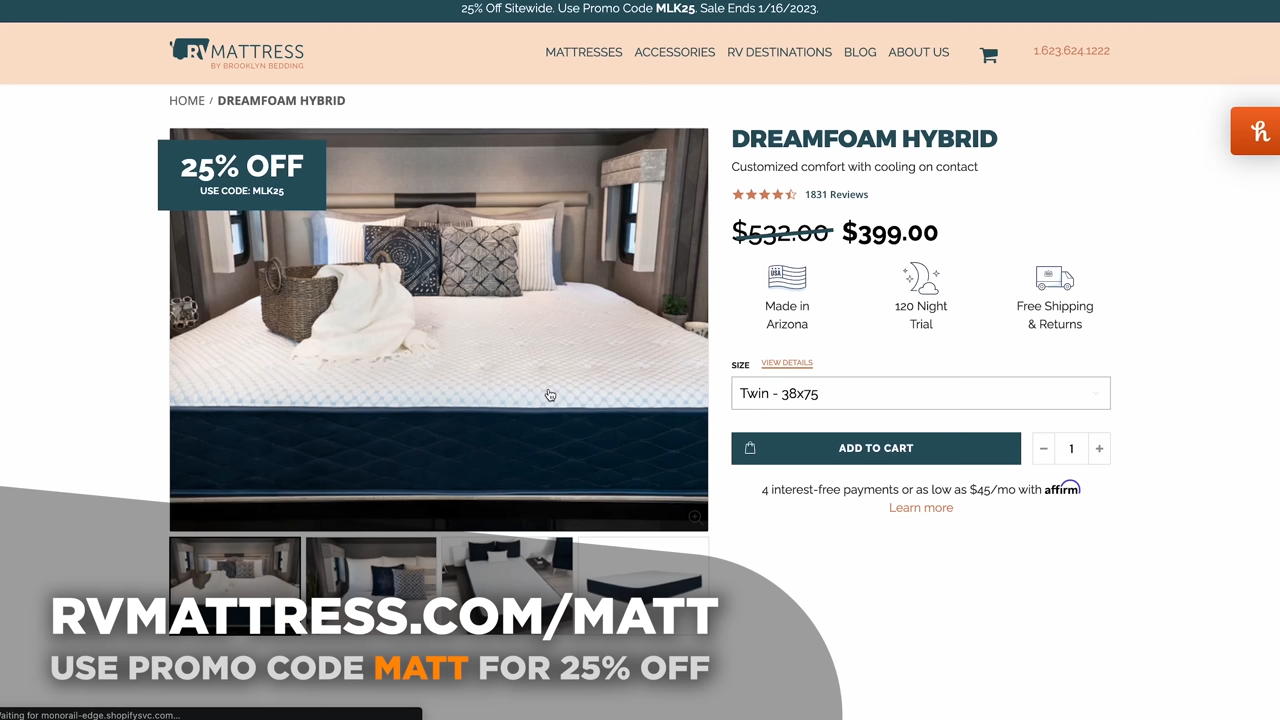 25% Off Sitewide. Use Promo Code MLK25. Sale Ends 1/16/2023.
RVMATTRESS
BY BROOKLYN BEDDING
MATTRESSES ACCESSORIES RV DESTINATIONS BLOG ABOUT US
1.623.624.1222
HOME / DREAMFOAM HYBRID
25% OFF
USE CODE: MLK25
DREAMFOAM HYBRID
Customized comfort with cooling on contact
1831 Reviews
$532.00 $399.00
USA
Made in
Arizona
120 Night
Trial
Free Shipping
& Returns
SIZE VIEW DETAILS
Twin - 38x75
ADD TO CART
− 1 +
4 interest-free payments or as low as $45/mo with affirm
Learn more
RVMATTRESS.COM/MATT
USE PROMO CODE MATT FOR 25% OFF
for monorail-edge.shopifysvc.com...